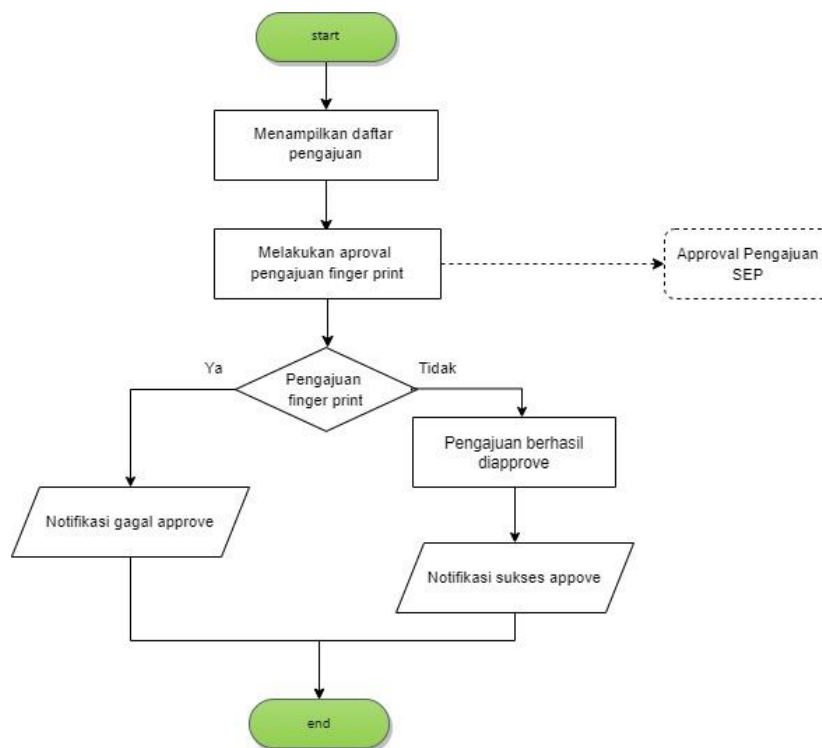 start
Menampilkan daftar
pengajuan
Melakukan aproval
pengajuan finger print
Approval Pengajuan
SEP
Ya
Tidak
Pengajuan
finger print
Pengajuan berhasil
diapprove
Notifikasi gagal approve
Notifikasi sukses appove
end